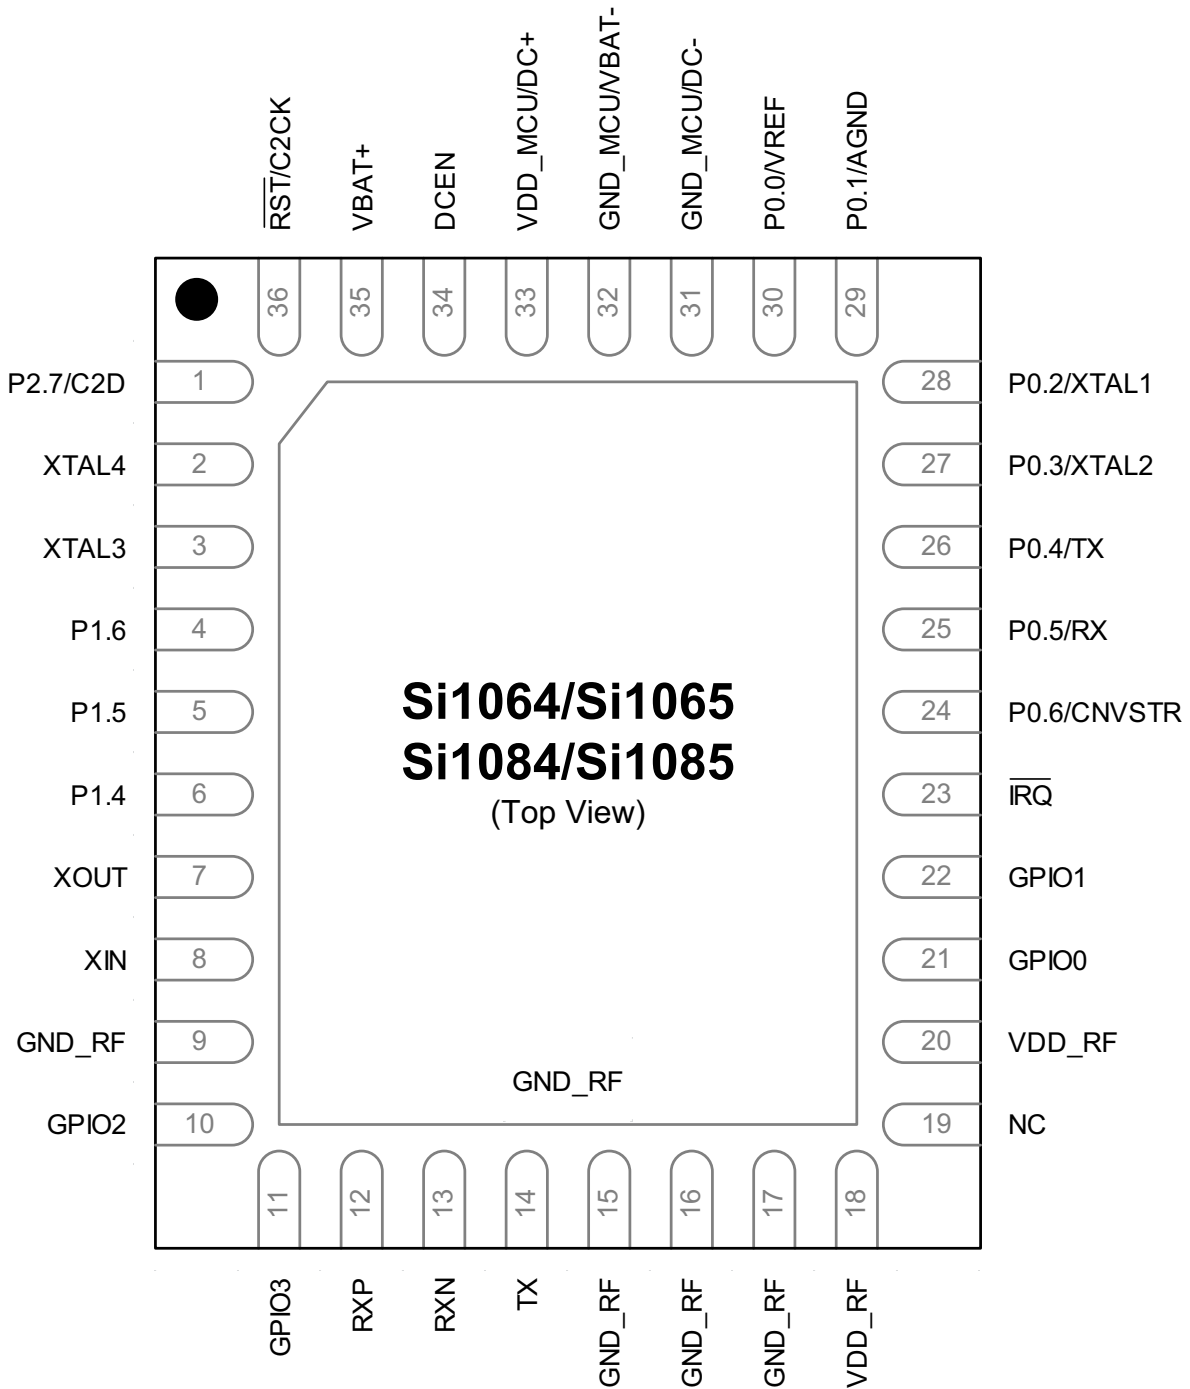 R̅S̅T̅/C2CK
VBAT+
DCEN
VDD_MCU/DC+
GND_MCU/VBAT-
GND_MCU/DC-
P0.0/VREF
P0.1/AGND
36
35
34
33
32
31
30
29
P2.7/C2D 1
28 P0.2/XTAL1
XTAL4 2
27 P0.3/XTAL2
XTAL3 3
26 P0.4/TX
P1.6 4
25 P0.5/RX
P1.5 5
24 P0.6/CNVSTR
P1.4 6
23 I̅R̅Q̅
XOUT 7
22 GPIO1
XIN 8
21 GPIO0
GND_RF 9
20 VDD_RF
GPIO2 10
19 NC
Si1064/Si1065
Si1084/Si1085
(Top View)
GND_RF
11
12
13
14
15
16
17
18
GPIO3
RXP
RXN
TX
GND_RF
GND_RF
GND_RF
VDD_RF